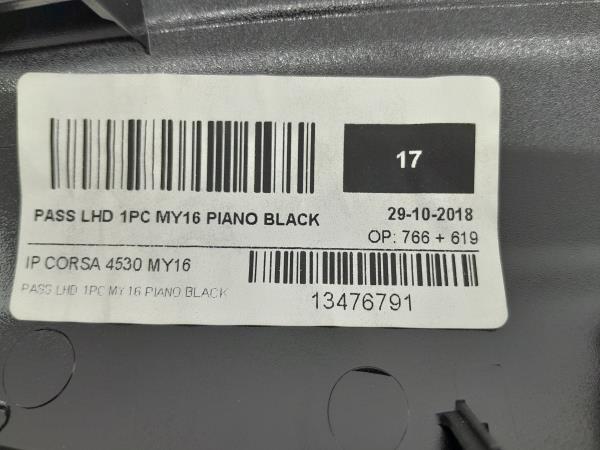 17
PASS LHD 1PC MY16 PIANO BLACK
29-10-2018
OP: 766 + 619
IP CORSA 4530 MY16
PASS LHD 1PC MY16 PIANO BLACK
13476791